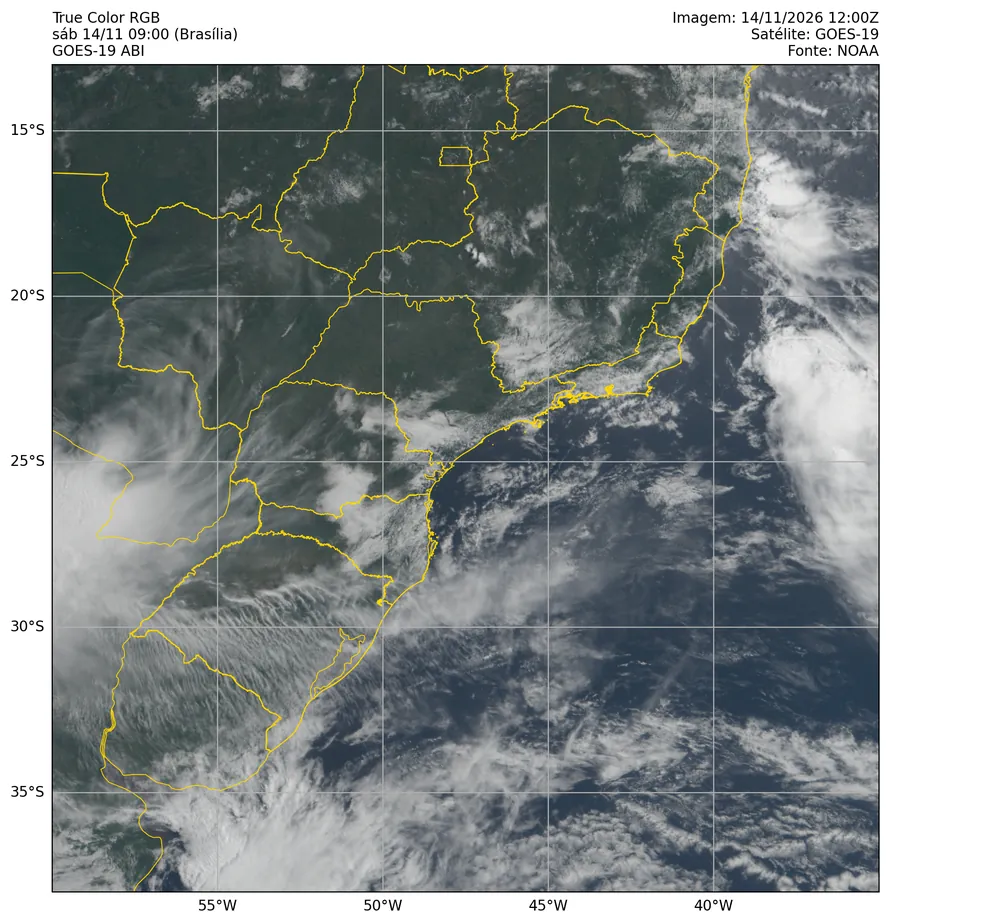 True Color RGB
sáb 14/11 09:00 (Brasília)
GOES-19 ABI
Imagem: 14/11/2026 12:00Z
Satélite: GOES-19
Fonte: NOAA
15°S
20°S
25°S
30°S
35°S
55°W
50°W
45°W
40°W